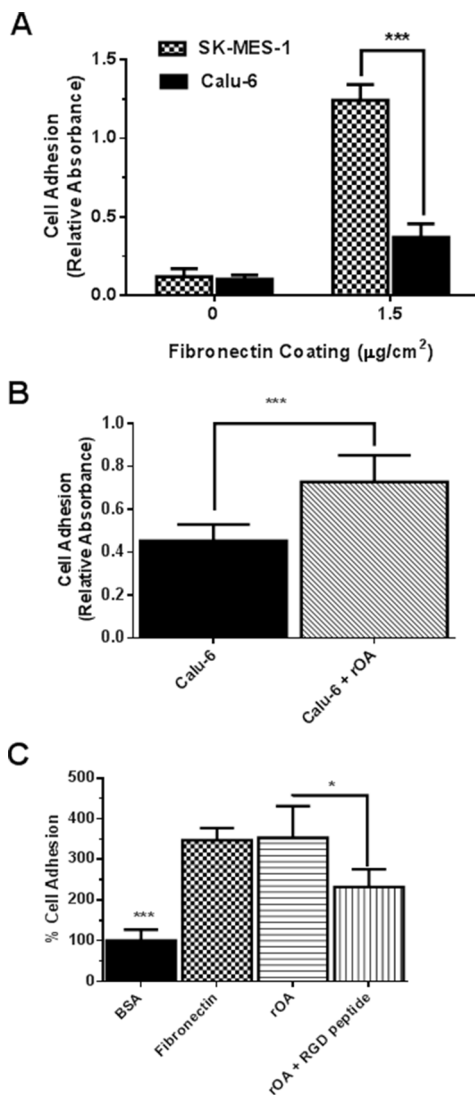 A
SK-MES-1
Calu-6
***
Cell Adhesion
(Relative Absorbance)
1.5
1.0
0.5
0.0
0
1.5
Fibronectin Coating (µg/cm²)
B
***
Cell Adhesion
(Relative Absorbance)
1.0
0.8
0.6
0.4
0.2
0.0
Calu-6
Calu-6 + rOA
C
% Cell Adhesion
500
400
300
200
100
0
***
*
BSA
Fibronectin
rOA
rOA + RGD peptide